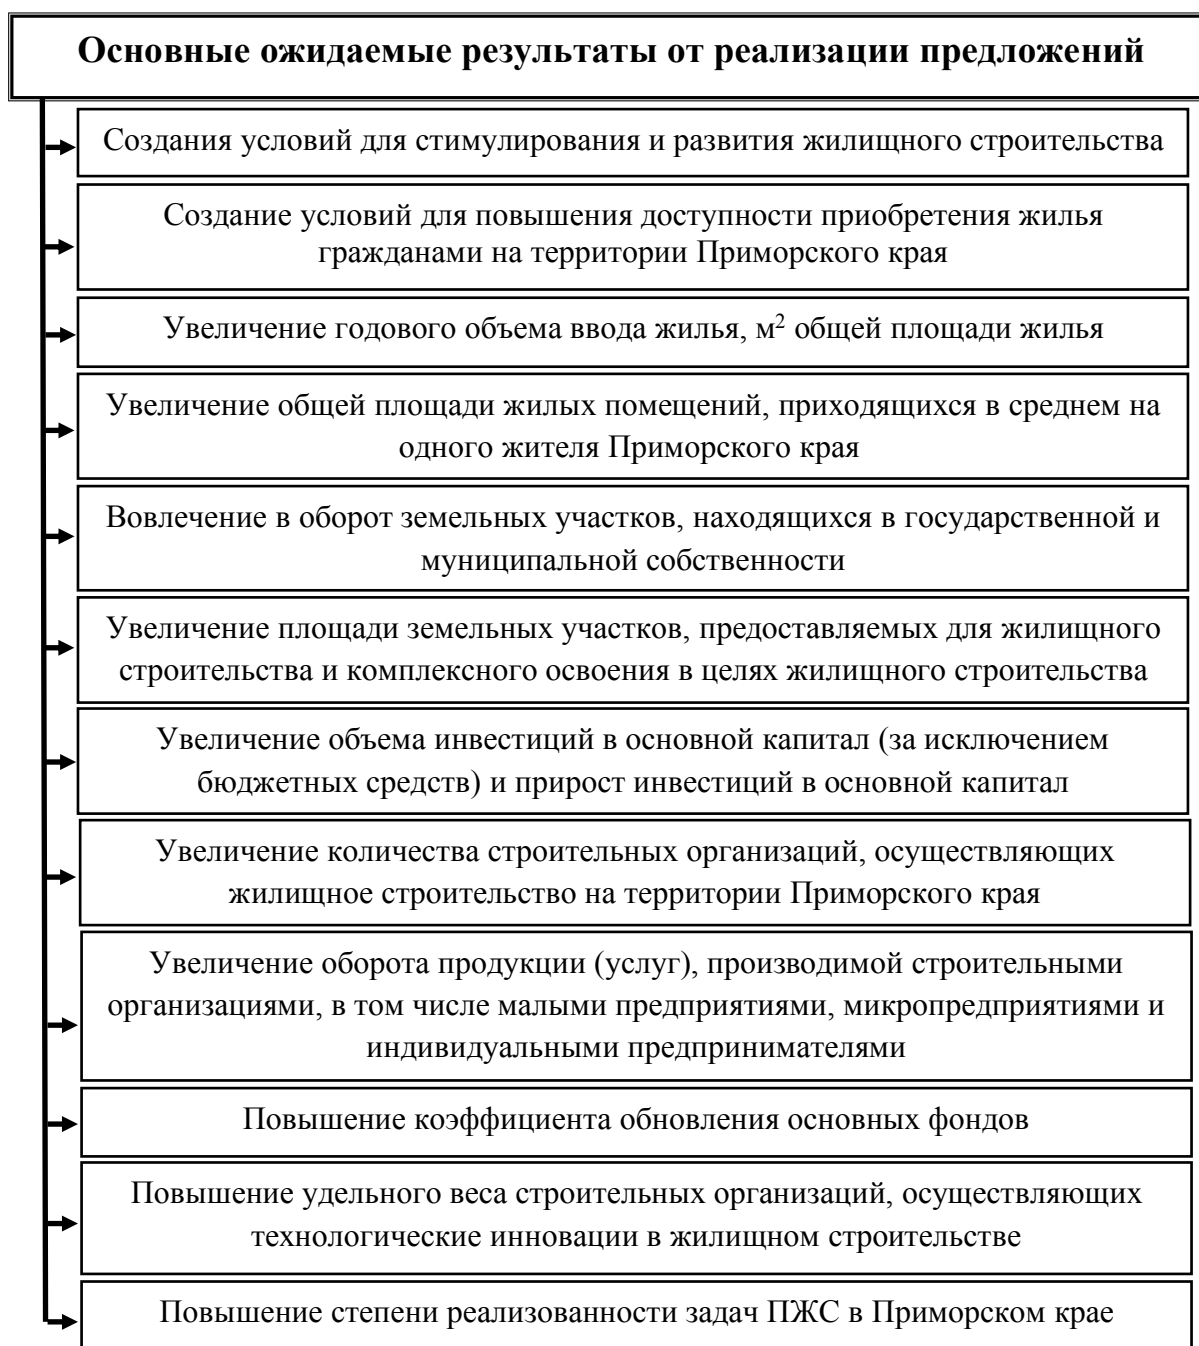 Основные ожидаемые результаты от реализации предложений
Создания условий для стимулирования и развития жилищного строительства
Создание условий для повышения доступности приобретения жилья
гражданами на территории Приморского края
Увеличение годового объема ввода жилья, м² общей площади жилья
Увеличение общей площади жилых помещений, приходящихся в среднем на
одного жителя Приморского края
Вовлечение в оборот земельных участков, находящихся в государственной и
муниципальной собственности
Увеличение площади земельных участков, предоставляемых для жилищного
строительства и комплексного освоения в целях жилищного строительства
Увеличение объема инвестиций в основной капитал (за исключением
бюджетных средств) и прирост инвестиций в основной капитал
Увеличение количества строительных организаций, осуществляющих
жилищное строительство на территории Приморского края
Увеличение оборота продукции (услуг), производимой строительными
организациями, в том числе малыми предприятиями, микропредприятиями и
индивидуальными предпринимателями
Повышение коэффициента обновления основных фондов
Повышение удельного веса строительных организаций, осуществляющих
технологические инновации в жилищном строительстве
Повышение степени реализованности задач ПЖС в Приморском крае